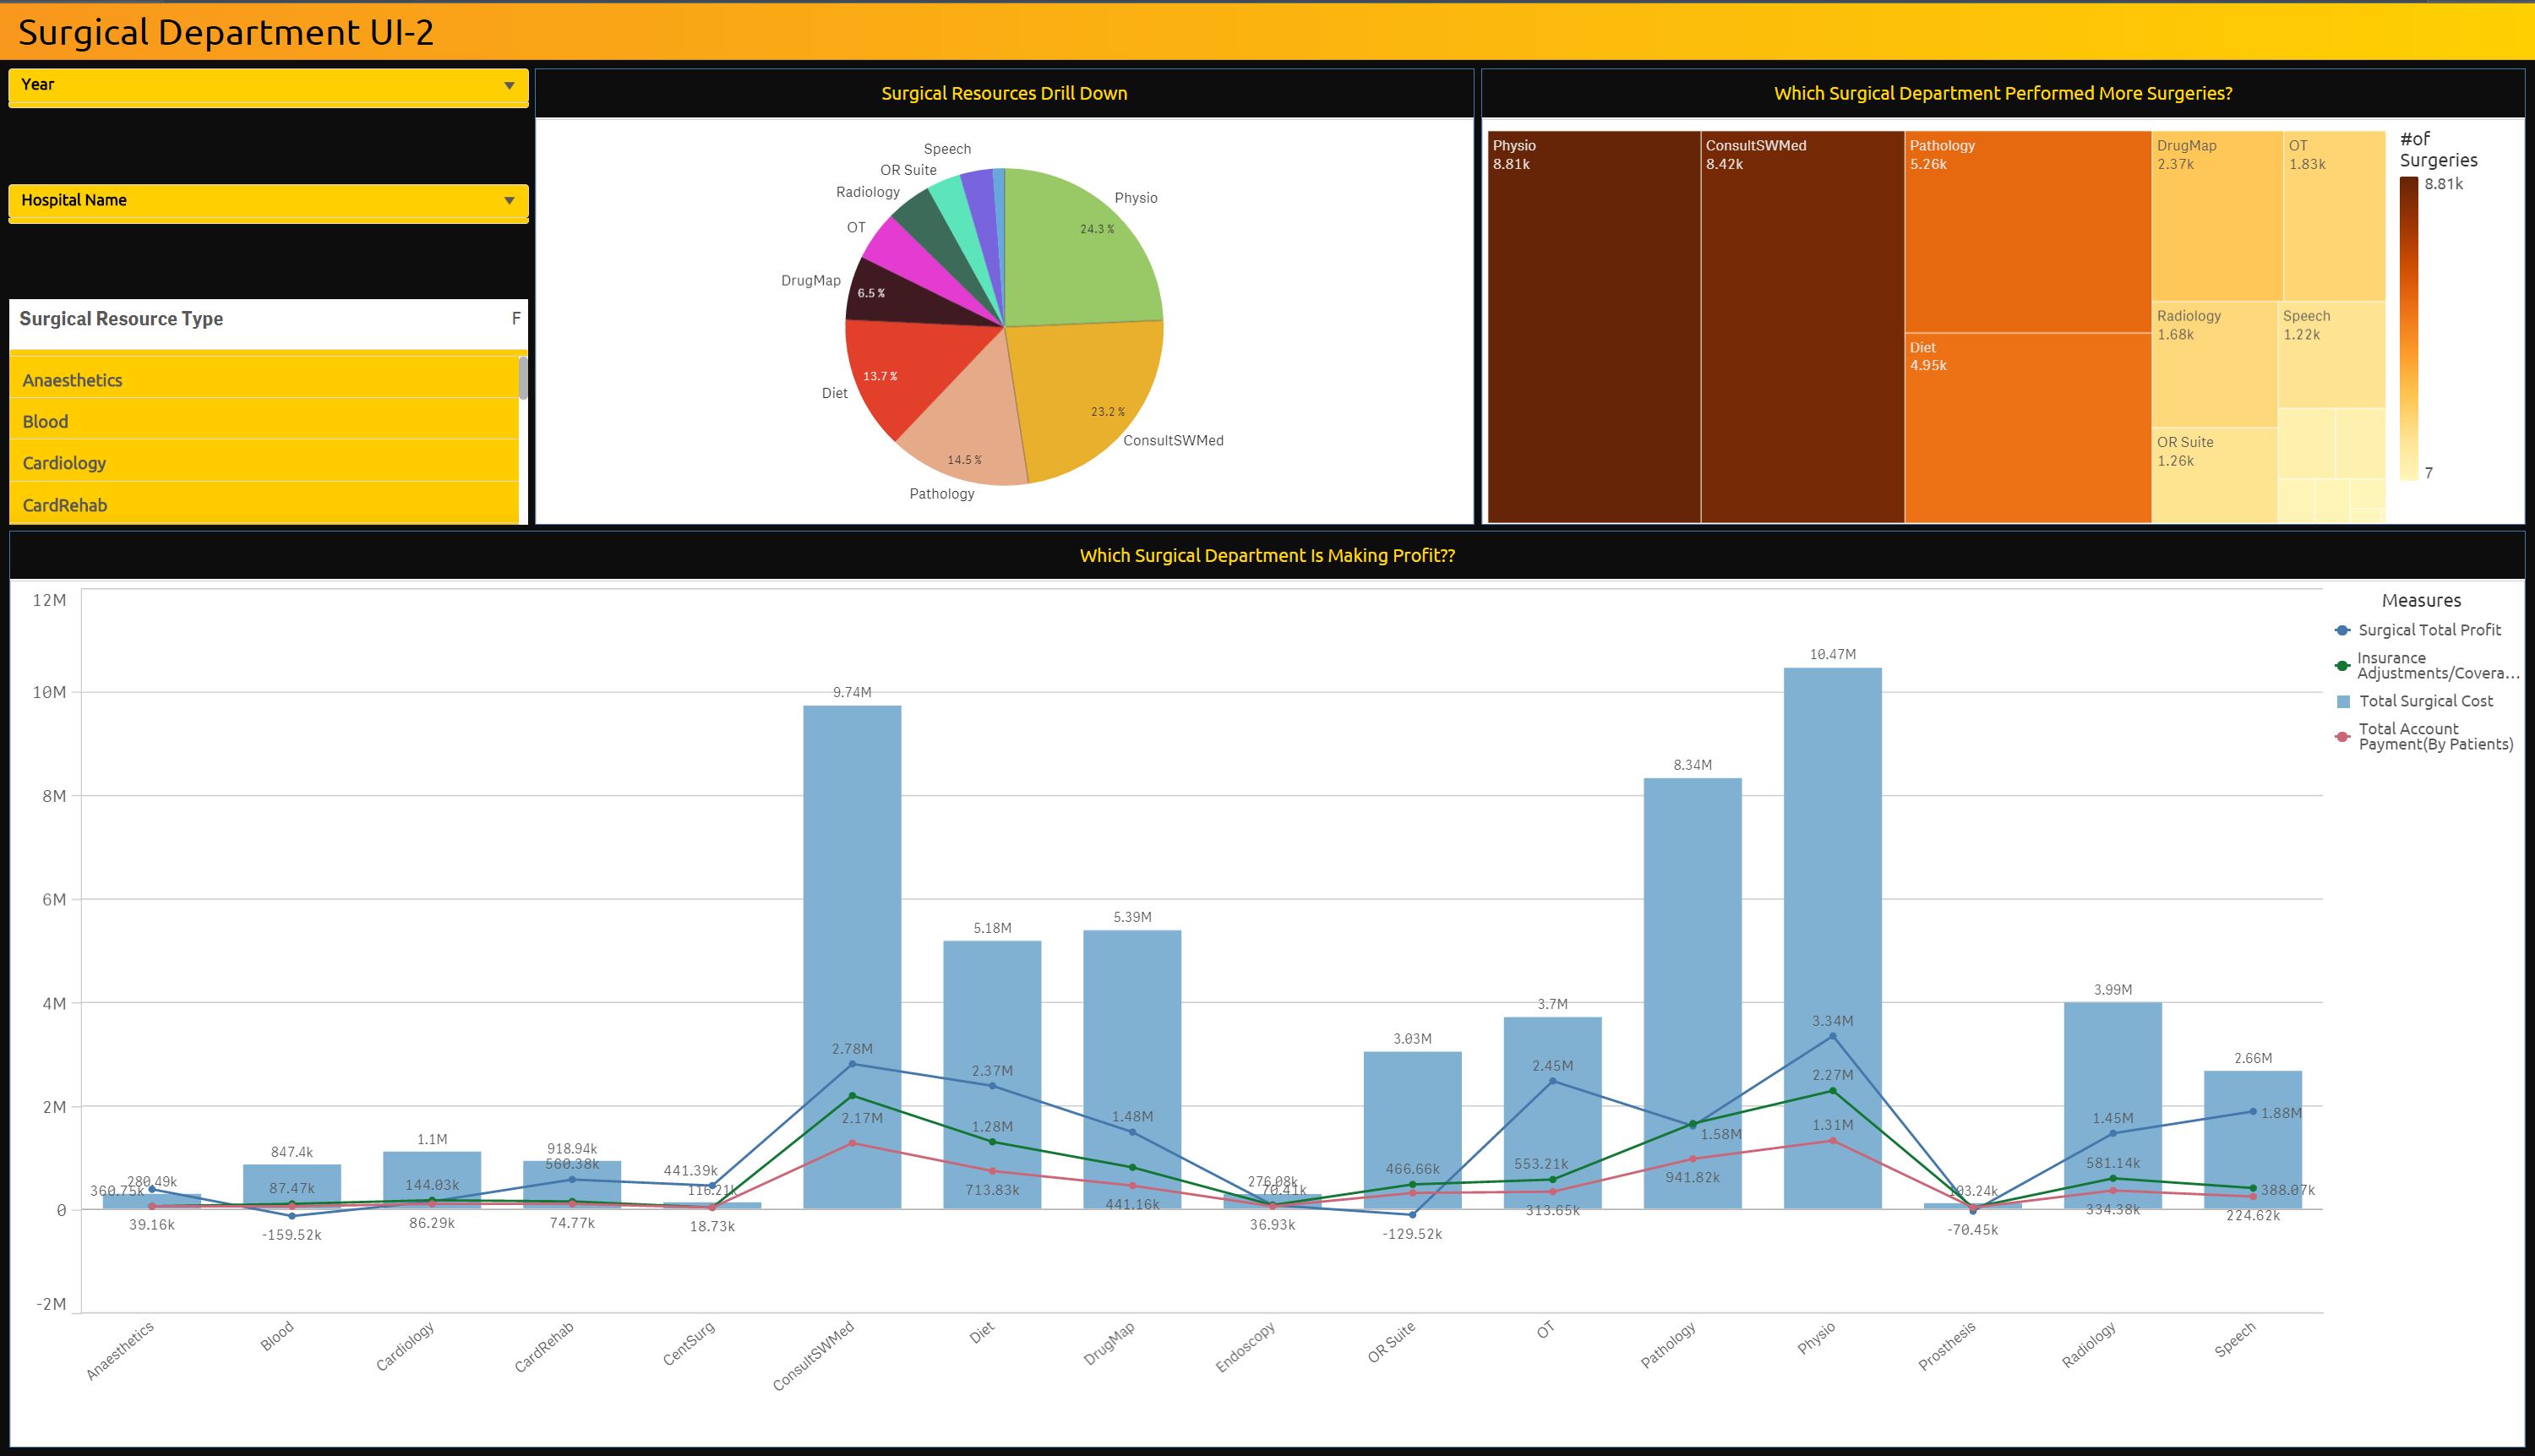 Surgical Department UI-2
Year
Hospital Name
Surgical Resource Type F
Anaesthetics
Blood
Cardiology
CardRehab
Surgical Resources Drill Down
Speech
OR Suite
Radiology
OT
DrugMap
Diet
Pathology
ConsultSWMed
Physio
24.3 %
6.5 %
13.7 %
23.2 %
14.5 %
Which Surgical Department Performed More Surgeries?
Physio
8.81k
ConsultSWMed
8.42k
Pathology
5.26k
Diet
4.95k
DrugMap
2.37k
OT
1.83k
Radiology
1.68k
Speech
1.22k
OR Suite
1.26k
#of
Surgeries
8.81k
7
Which Surgical Department Is Making Profit??
12M
10M
8M
6M
4M
2M
0
-2M
360.75k
280.49k
39.16k
847.4k
87.47k
-159.52k
1.1M
144.03k
86.29k
918.94k
560.38k
74.77k
441.39k
116.21k
18.73k
9.74M
2.78M
2.17M
5.18M
2.37M
1.28M
713.83k
5.39M
1.48M
441.16k
276.08k
70.41k
36.93k
3.03M
466.66k
-129.52k
3.7M
2.45M
553.21k
313.65k
8.34M
1.58M
941.82k
10.47M
3.34M
2.27M
1.31M
103.24k
-70.45k
3.99M
1.45M
581.14k
334.38k
2.66M
1.88M
388.07k
224.62k
Anaesthetics
Blood
Cardiology
CardRehab
CentSurg
ConsultSWMed
Diet
DrugMap
Endoscopy
OR Suite
OT
Pathology
Physio
Prosthesis
Radiology
Speech
Measures
Surgical Total Profit
Insurance
Adjustments/Covera...
Total Surgical Cost
Total Account
Payment(By Patients)